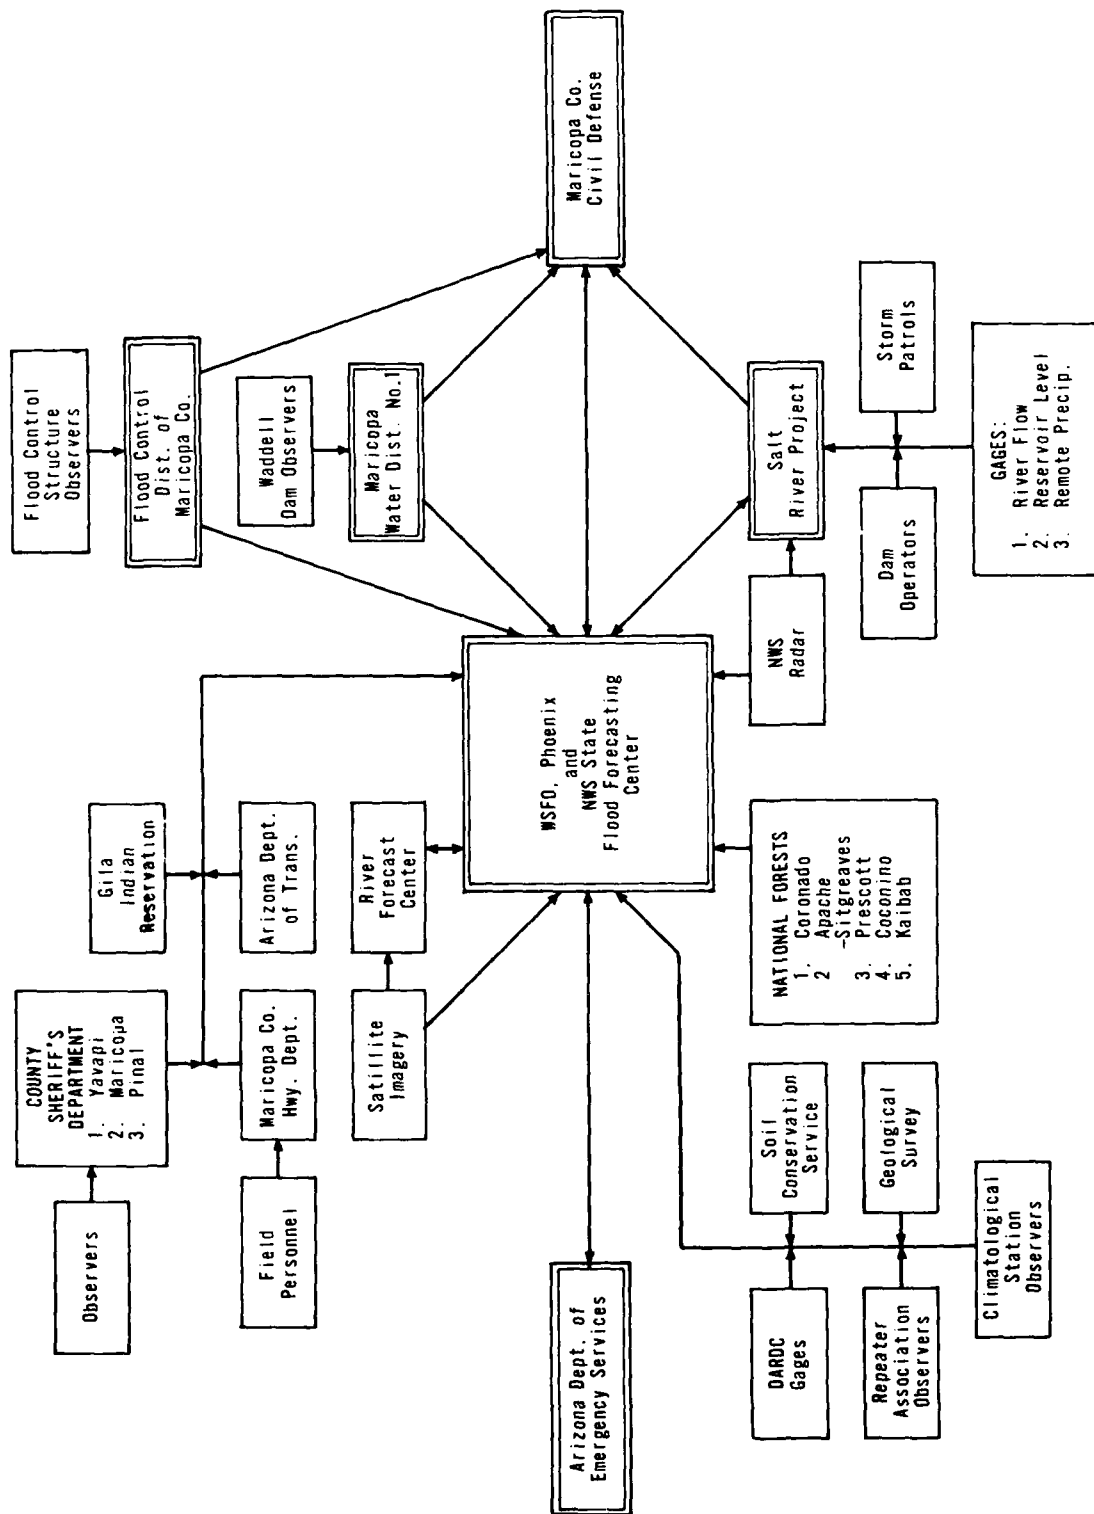 Observers
COUNTY
SHERIFF'S
DEPARTMENT
1. Yavapi
2. Maricopa
3. Pinal
Gila
Indian
Reservation
Flood Control
Structure
Observers
Field
Personnel
Maricopa Co.
Hwy. Dept.
Arizona Dept.
of Trans.
Flood Control
Dist. of
Maricopa Co.
Satillite
Imagery
River
Forecast
Center
Waddell
Dam Observers
Maricopa
Water Dist. No.1
Arizona Dept. of
Emergency Services
WSFO, Phoenix
and
NWS State
Flood Forecasting
Center
Maricopa Co.
Civil Defense
DARDC
Gages
Soil
Conservation
Service
NATIONAL FORESTS
1. Coronado
2 Apache
-Sitgreaves
3. Prescott
4. Coconino
5. Kaibab
NWS
Radar
Salt
River Project
Repeater
Association
Observers
Geological
Survey
Dam
Operators
Storm
Patrols
Climatological
Station
Observers
GAGES:
1. River Flow
2. Reservoir Level
3. Remote Precip.